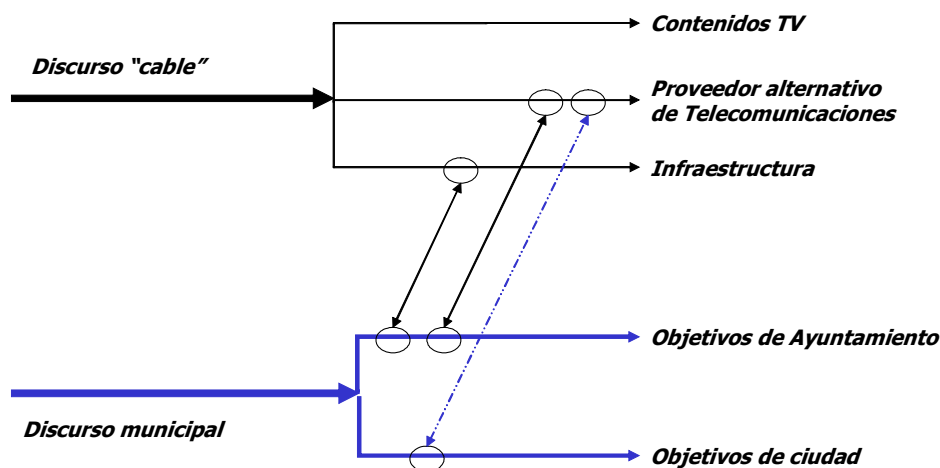 Contenidos TV
Discurso “cable”
Proveedor alternativo
de Telecomunicaciones
Infraestructura
Objetivos de Ayuntamiento
Discurso municipal
Objetivos de ciudad